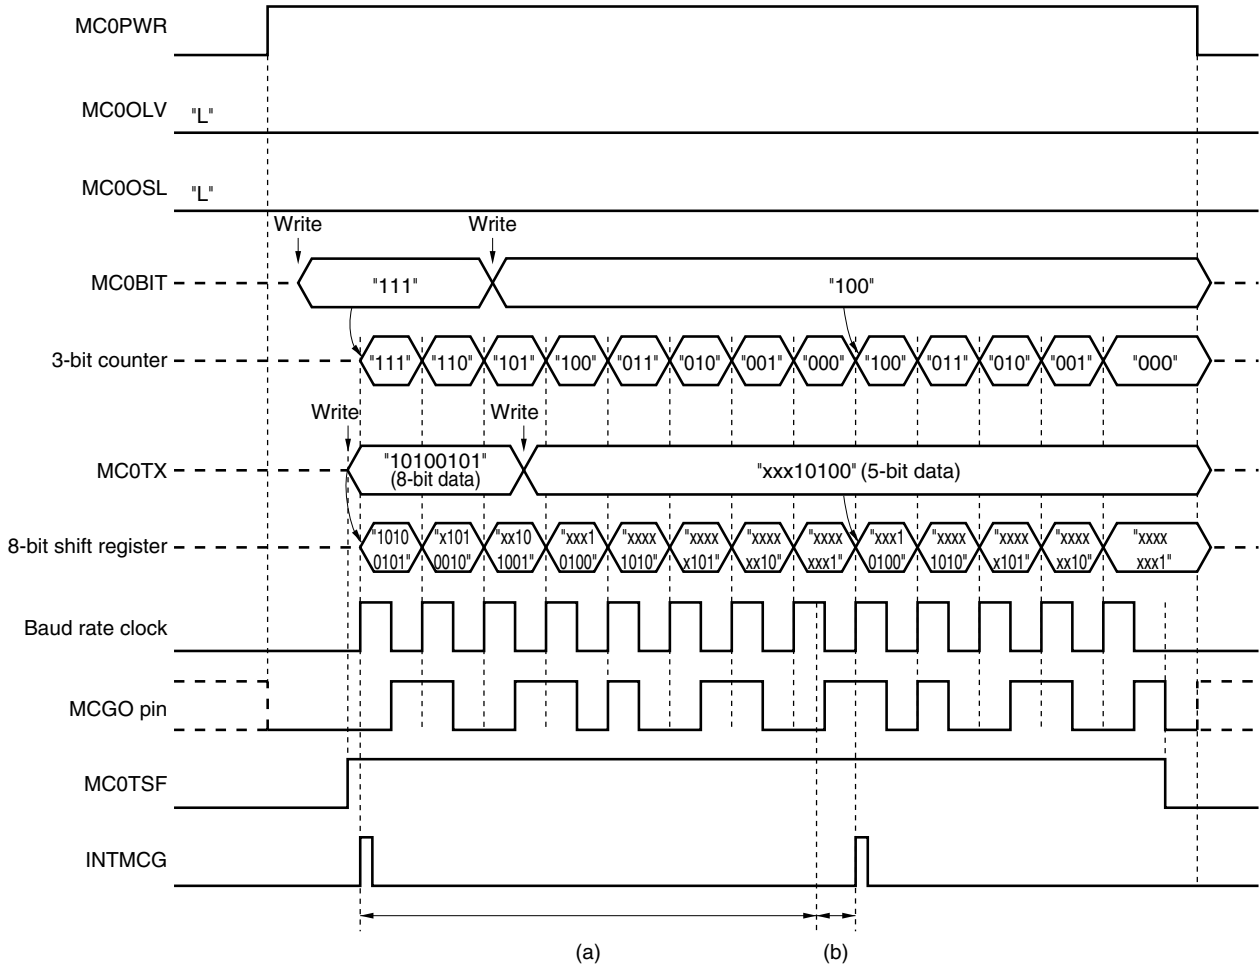 MC0PWR
MC0OLV "L"
MC0OSL "L"
Write Write
MC0BIT "111" "100"
3-bit counter "111" "110" "101" "100" "011" "010" "001" "000" "100" "011" "010" "001" "000"
Write Write
MC0TX "10100101" "xxx10100" (5-bit data)
(8-bit data)
8-bit shift register "1010 "x101 "xx10 "xxx1 "xxxx "xxxx "xxxx "xxxx "xxx1 "xxxx "xxxx "xxxx "xxxx
0101" 0010" 1001" 0100" 1010" x101" xx10" xxx1" 0100" 1010" x101" xx10" xxx1"
Baud rate clock
MCGO pin
MC0TSF
INTMCG
(a) (b)